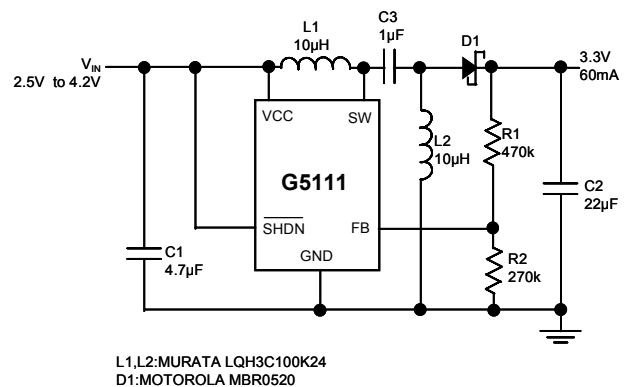 L1
10µH
C3
1µF
D1
V_IN
2.5V to 4.2V
3.3V
60mA
VCC
SW
L2
10µH
R1
470k
G5111
C2
22µF
SHDN
FB
C1
4.7µF
GND
R2
270k
L1,L2:MURATA LQH3C100K24
D1:MOTOROLA MBR0520